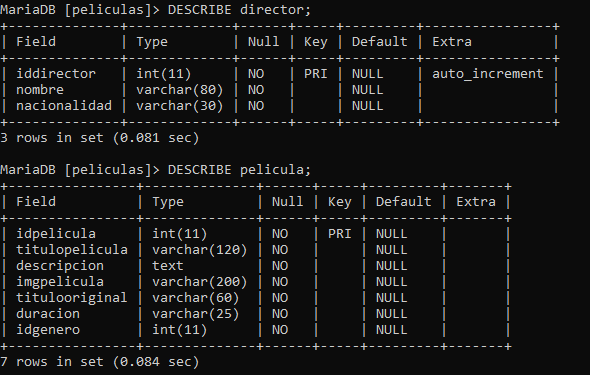 MariaDB [peliculas]> DESCRIBE director;
+--------------+-------------+------+-----+---------+----------------+
| Field        | Type        | Null | Key | Default | Extra          |
+--------------+-------------+------+-----+---------+----------------+
| iddirector   | int(11)     | NO   | PRI | NULL    | auto_increment |
| nombre       | varchar(80) | NO   |     | NULL    |                |
| nacionalidad | varchar(30) | NO   |     | NULL    |                |
+--------------+-------------+------+-----+---------+----------------+
3 rows in set (0.081 sec)

MariaDB [peliculas]> DESCRIBE pelicula;
+----------------+--------------+------+-----+---------+-------+
| Field          | Type         | Null | Key | Default | Extra |
+----------------+--------------+------+-----+---------+-------+
| idpelicula     | int(11)      | NO   | PRI | NULL    |       |
| titulopelicula | varchar(120) | NO   |     | NULL    |       |
| descripcion    | text         | NO   |     | NULL    |       |
| imgpelicula    | varchar(200) | NO   |     | NULL    |       |
| titulooriginal | varchar(60)  | NO   |     | NULL    |       |
| duracion       | varchar(25)  | NO   |     | NULL    |       |
| idgenero       | int(11)      | NO   |     | NULL    |       |
+----------------+--------------+------+-----+---------+-------+
7 rows in set (0.084 sec)